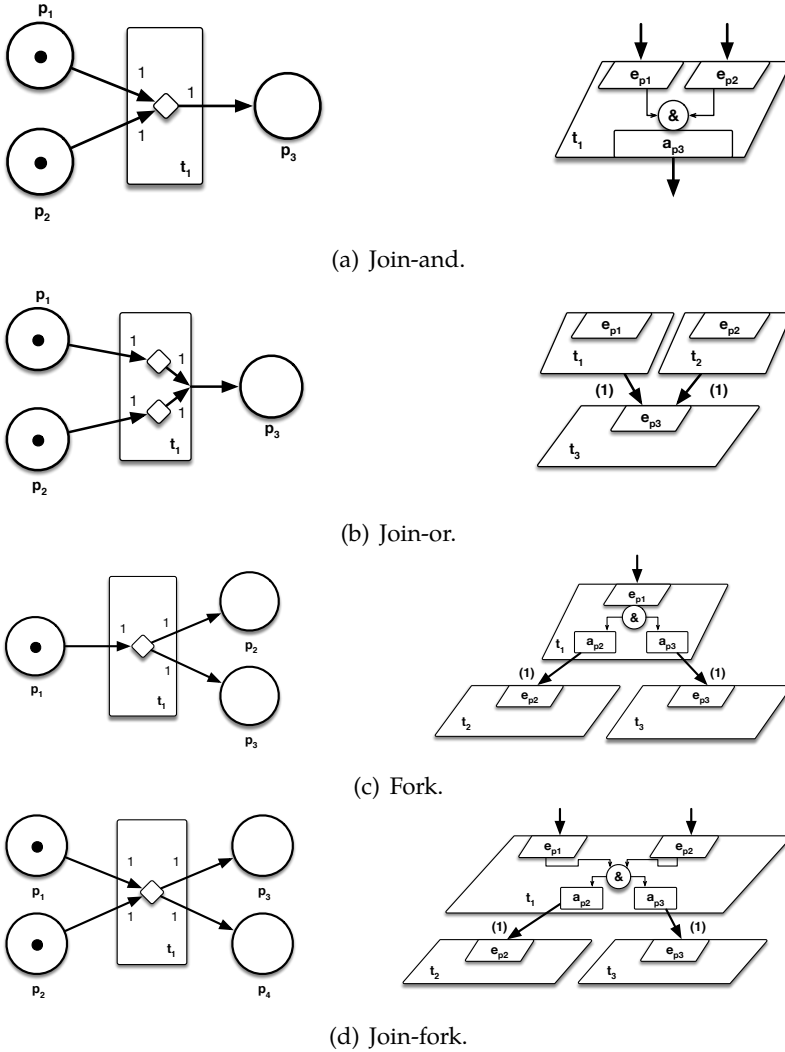 p1
1
1
1
t1
p3
p2
ep1 ep2
&
t1 ap3
(a) Join-and.
p1
1 1
1 1
t1
p3
p2
ep1 ep2
t1 t2
(1) (1)
ep3
t3
(b) Join-or.
1 1
1
p1
t1
p2
p3
ep1
&
t1 ap2 ap3
(1) (1)
ep2 ep3
t2 t3
(c) Fork.
1 1
1 1
p1
t1
p3
p2
p4
ep1 ep2
&
t1 ap2 ap3
(1) (1)
ep2 ep3
t2 t3
(d) Join-fork.